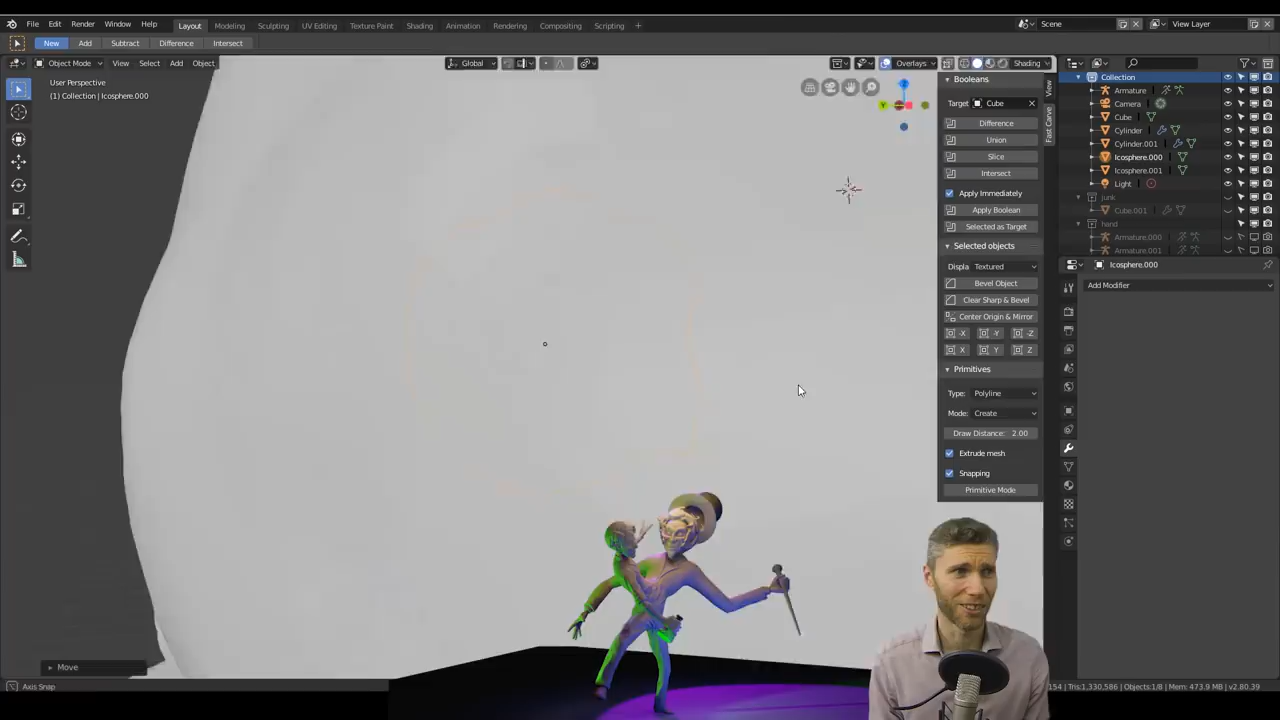 File Edit Render Window Help Layout Modeling Sculpting UV Editing Texture Paint Shading Animation Rendering Compositing Scripting + Scene View Layer
New Add Subtract Difference Intersect
Object Mode View Select Add Object Global Overlays Shading
User Perspective
(1) Collection | Icosphere.000
Booleans
Target Cube
Difference
Union
Slice
Intersect
Apply Immediately
Apply Boolean
Selected as Target
Selected objects
Displa Textured
Bevel Object
Clear Sharp & Bevel
Center Origin & Mirror
-X -Y -Z
X Y Z
Primitives
Type: Polyline
Mode: Create
Draw Distance: 2.00
Extrude mesh
Snapping
Primitive Mode
View
Fast Carve
Collection
Armature
Camera
Cube
Cylinder
Cylinder.001
Icosphere.000
Icosphere.001
Light
junk
Cube.001
hand
Armature.000
Armature.001
Icosphere.000
Add Modifier
Move
Axis Snap
154 | Tris:1,330,586 | Objects:1/8 | Mem: 473.9 MB | v2.80.39